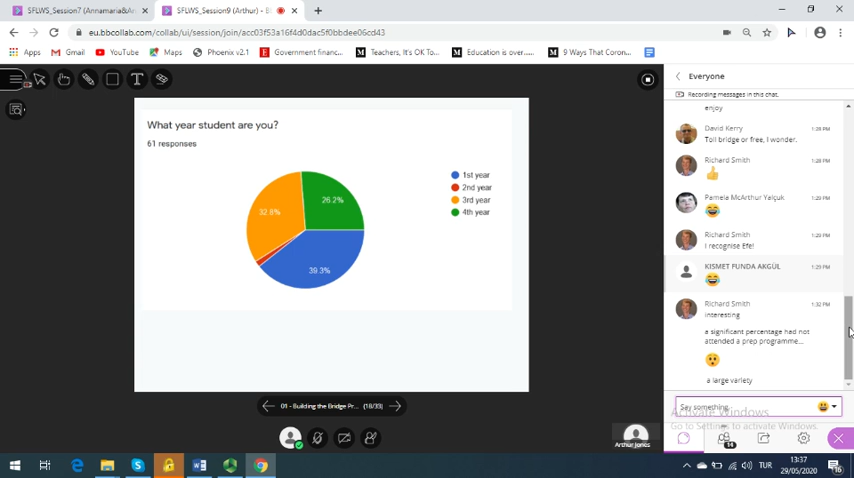 SFLWS_Session7 (Annamaria&An
SFLWS_Session9 (Arthur) - Bl
eu.bbcollab.com/collab/ui/session/join/acc03f53a16f4d0dac5f0bbdee06cd43
Apps
Gmail
YouTube
Maps
Phoenix v2.1
Government financ...
Teachers, It's OK To...
Education is over.....
9 Ways That Coron...
Everyone
Recording messages in this chat.
enjoy
David Kerry 1:28 PM
Toll bridge or free, I wonder.
Richard Smith 1:28 PM
Pamela McArthur Yalçuk 1:29 PM
Richard Smith 1:29 PM
I recognise Efe!
KISMET FUNDA AKGÜL 1:29 PM
Richard Smith 1:32 PM
interesting
a significant percentage had not
attended a prep programme...
a large variety
Say something
Activate Windows
Go to Settings to activate Windows.
What year student are you?
61 responses
26.2%
32.8%
39.3%
1st year
2nd year
3rd year
4th year
01 - Building the Bridge Pr... (18/33)
Arthur Jones
14
TUR
13:37
29/05/2020
16